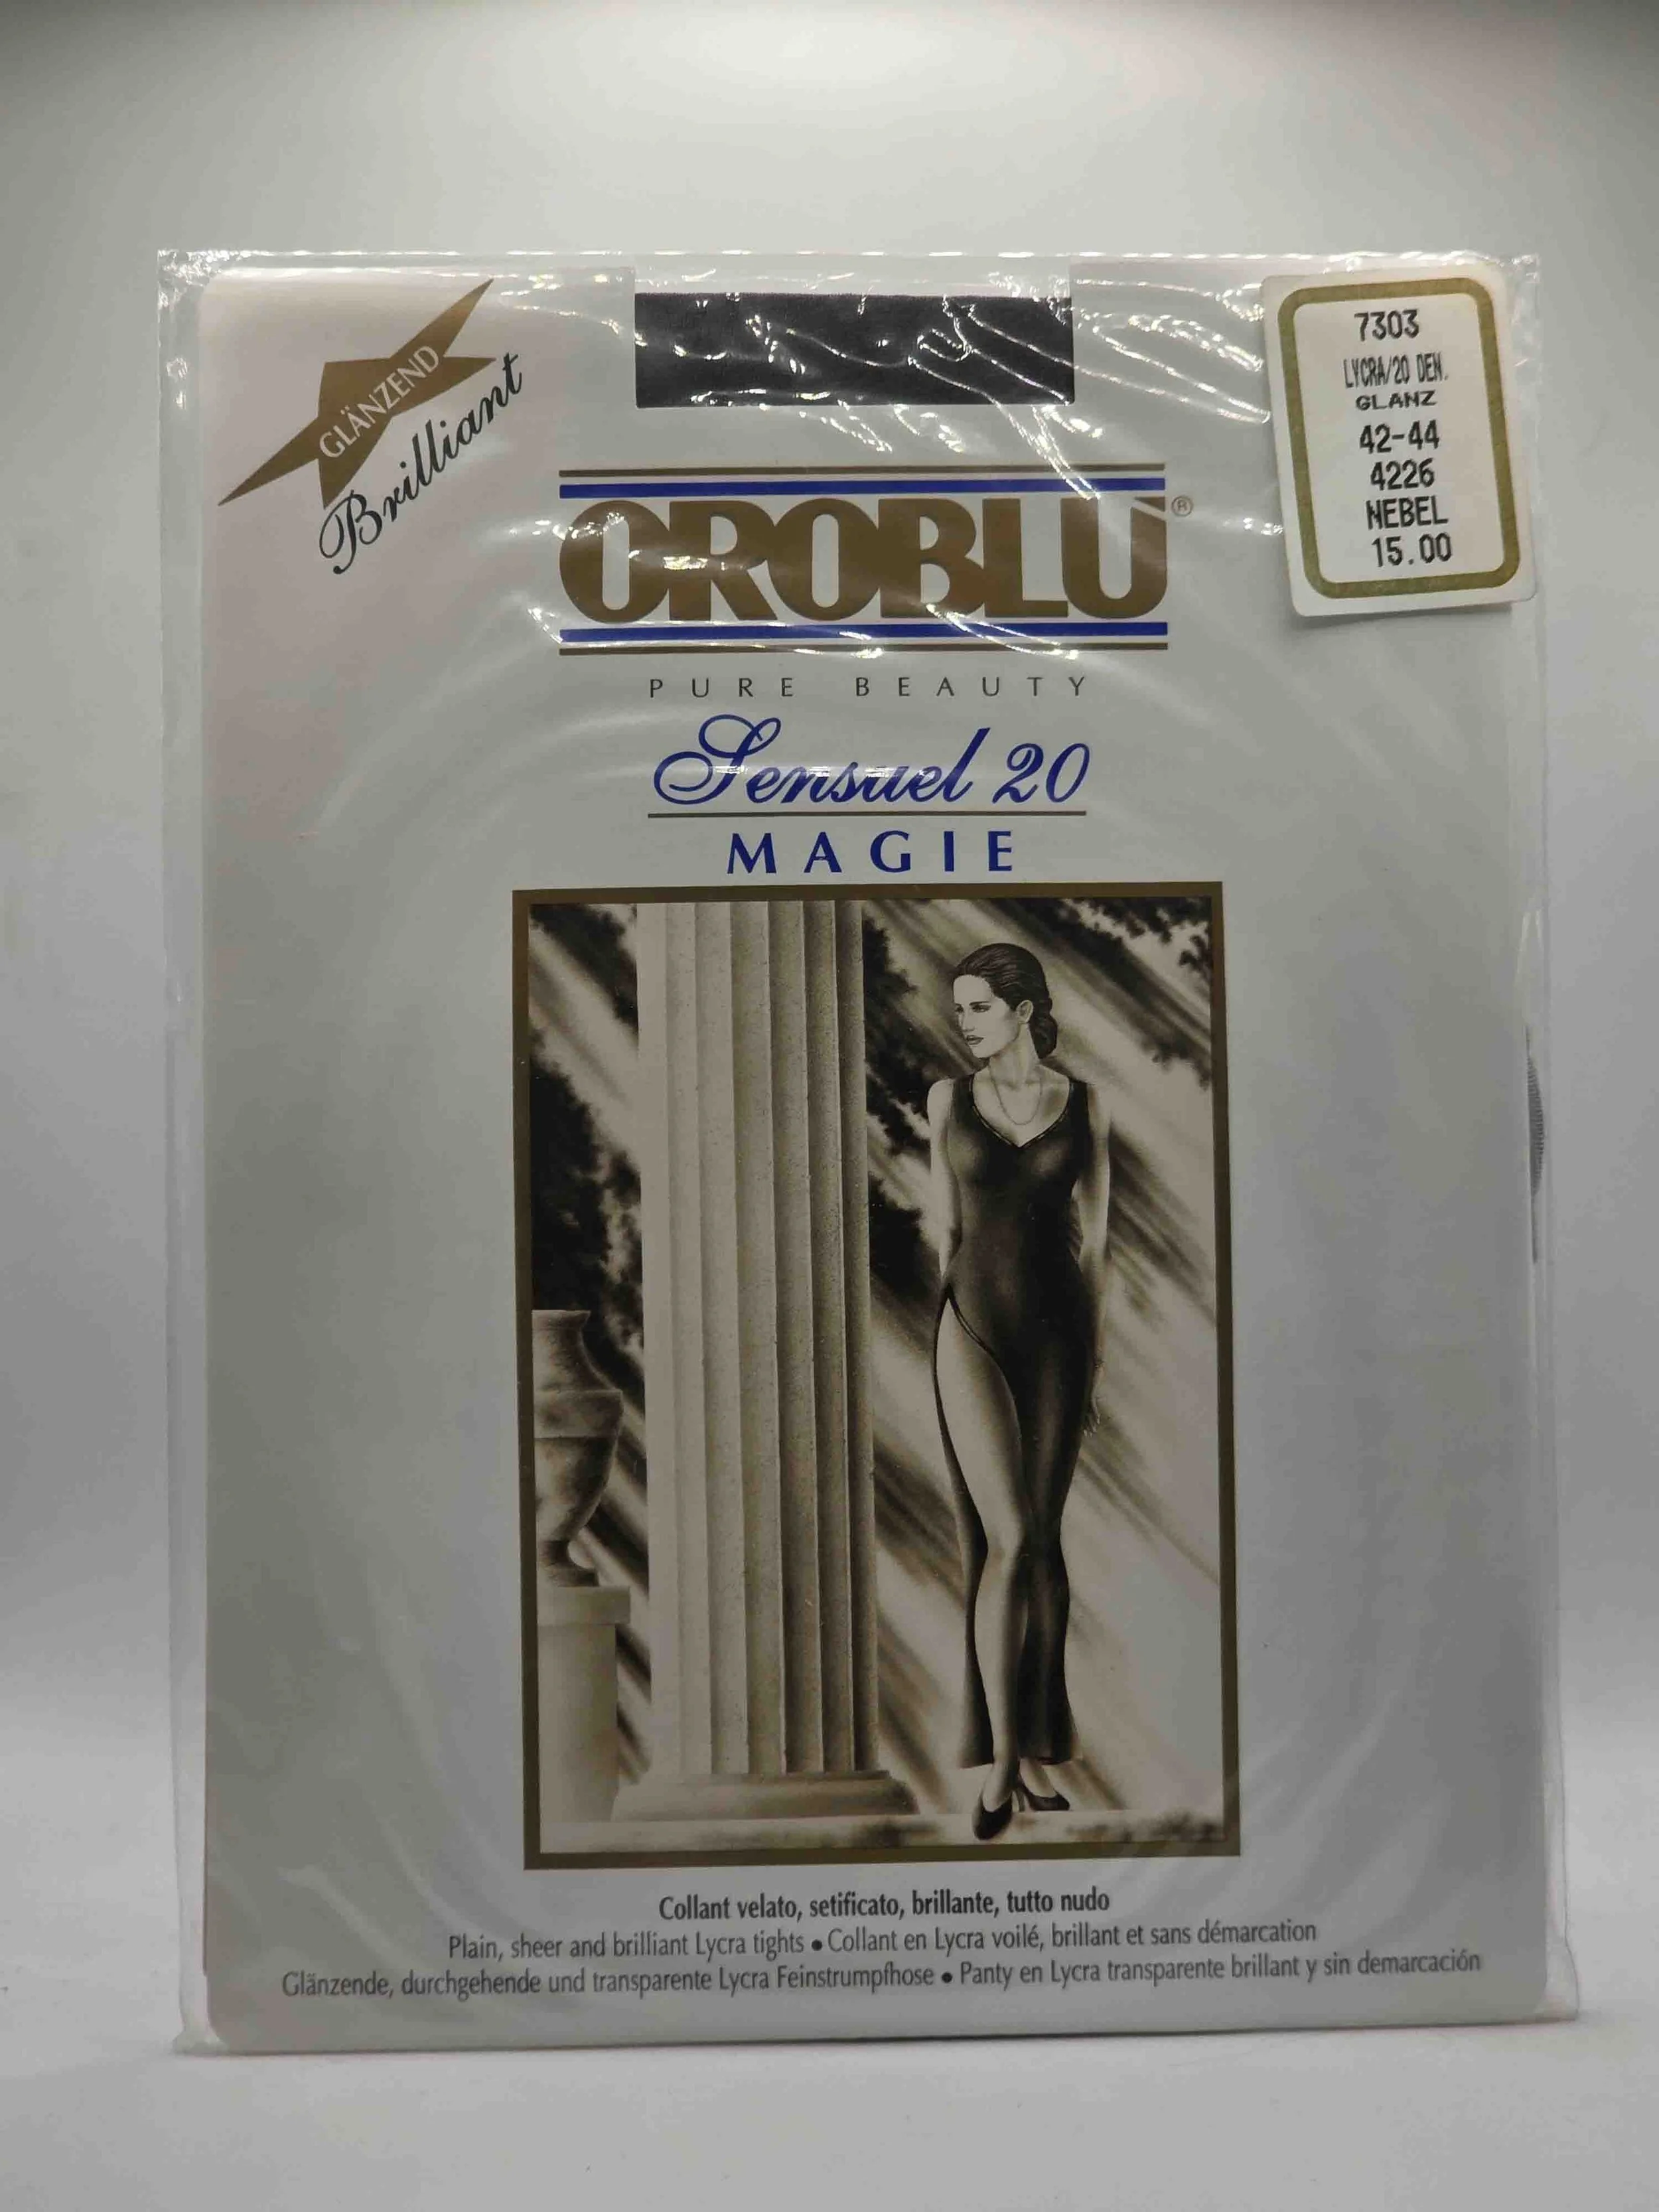 GLÄNZEND
Brilliant
7303
LYCRA/20 DEN.
GLANZ
42-44
4226
NEBEL
15.00
OROBLÙ®
PURE BEAUTY
Sensuel 20
MAGIE
Collant velato, setificato, brillante, tutto nudo
Plain, sheer and brilliant Lycra tights • Collant en Lycra voilé, brillant et sans démarcation
Glänzende, durchgehende und transparente Lycra Feinstrumpfhose • Panty en Lycra transparente brillant y sin demarcación